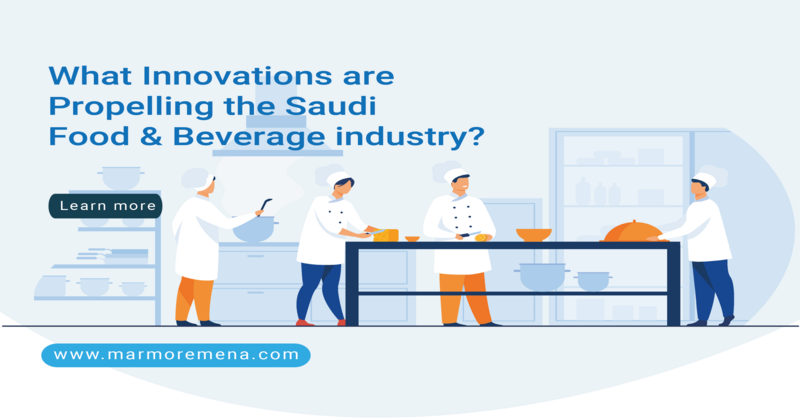 What Innovations are
Propelling the Saudi
Food & Beverage industry?
Learn more
www.marmoremena.com